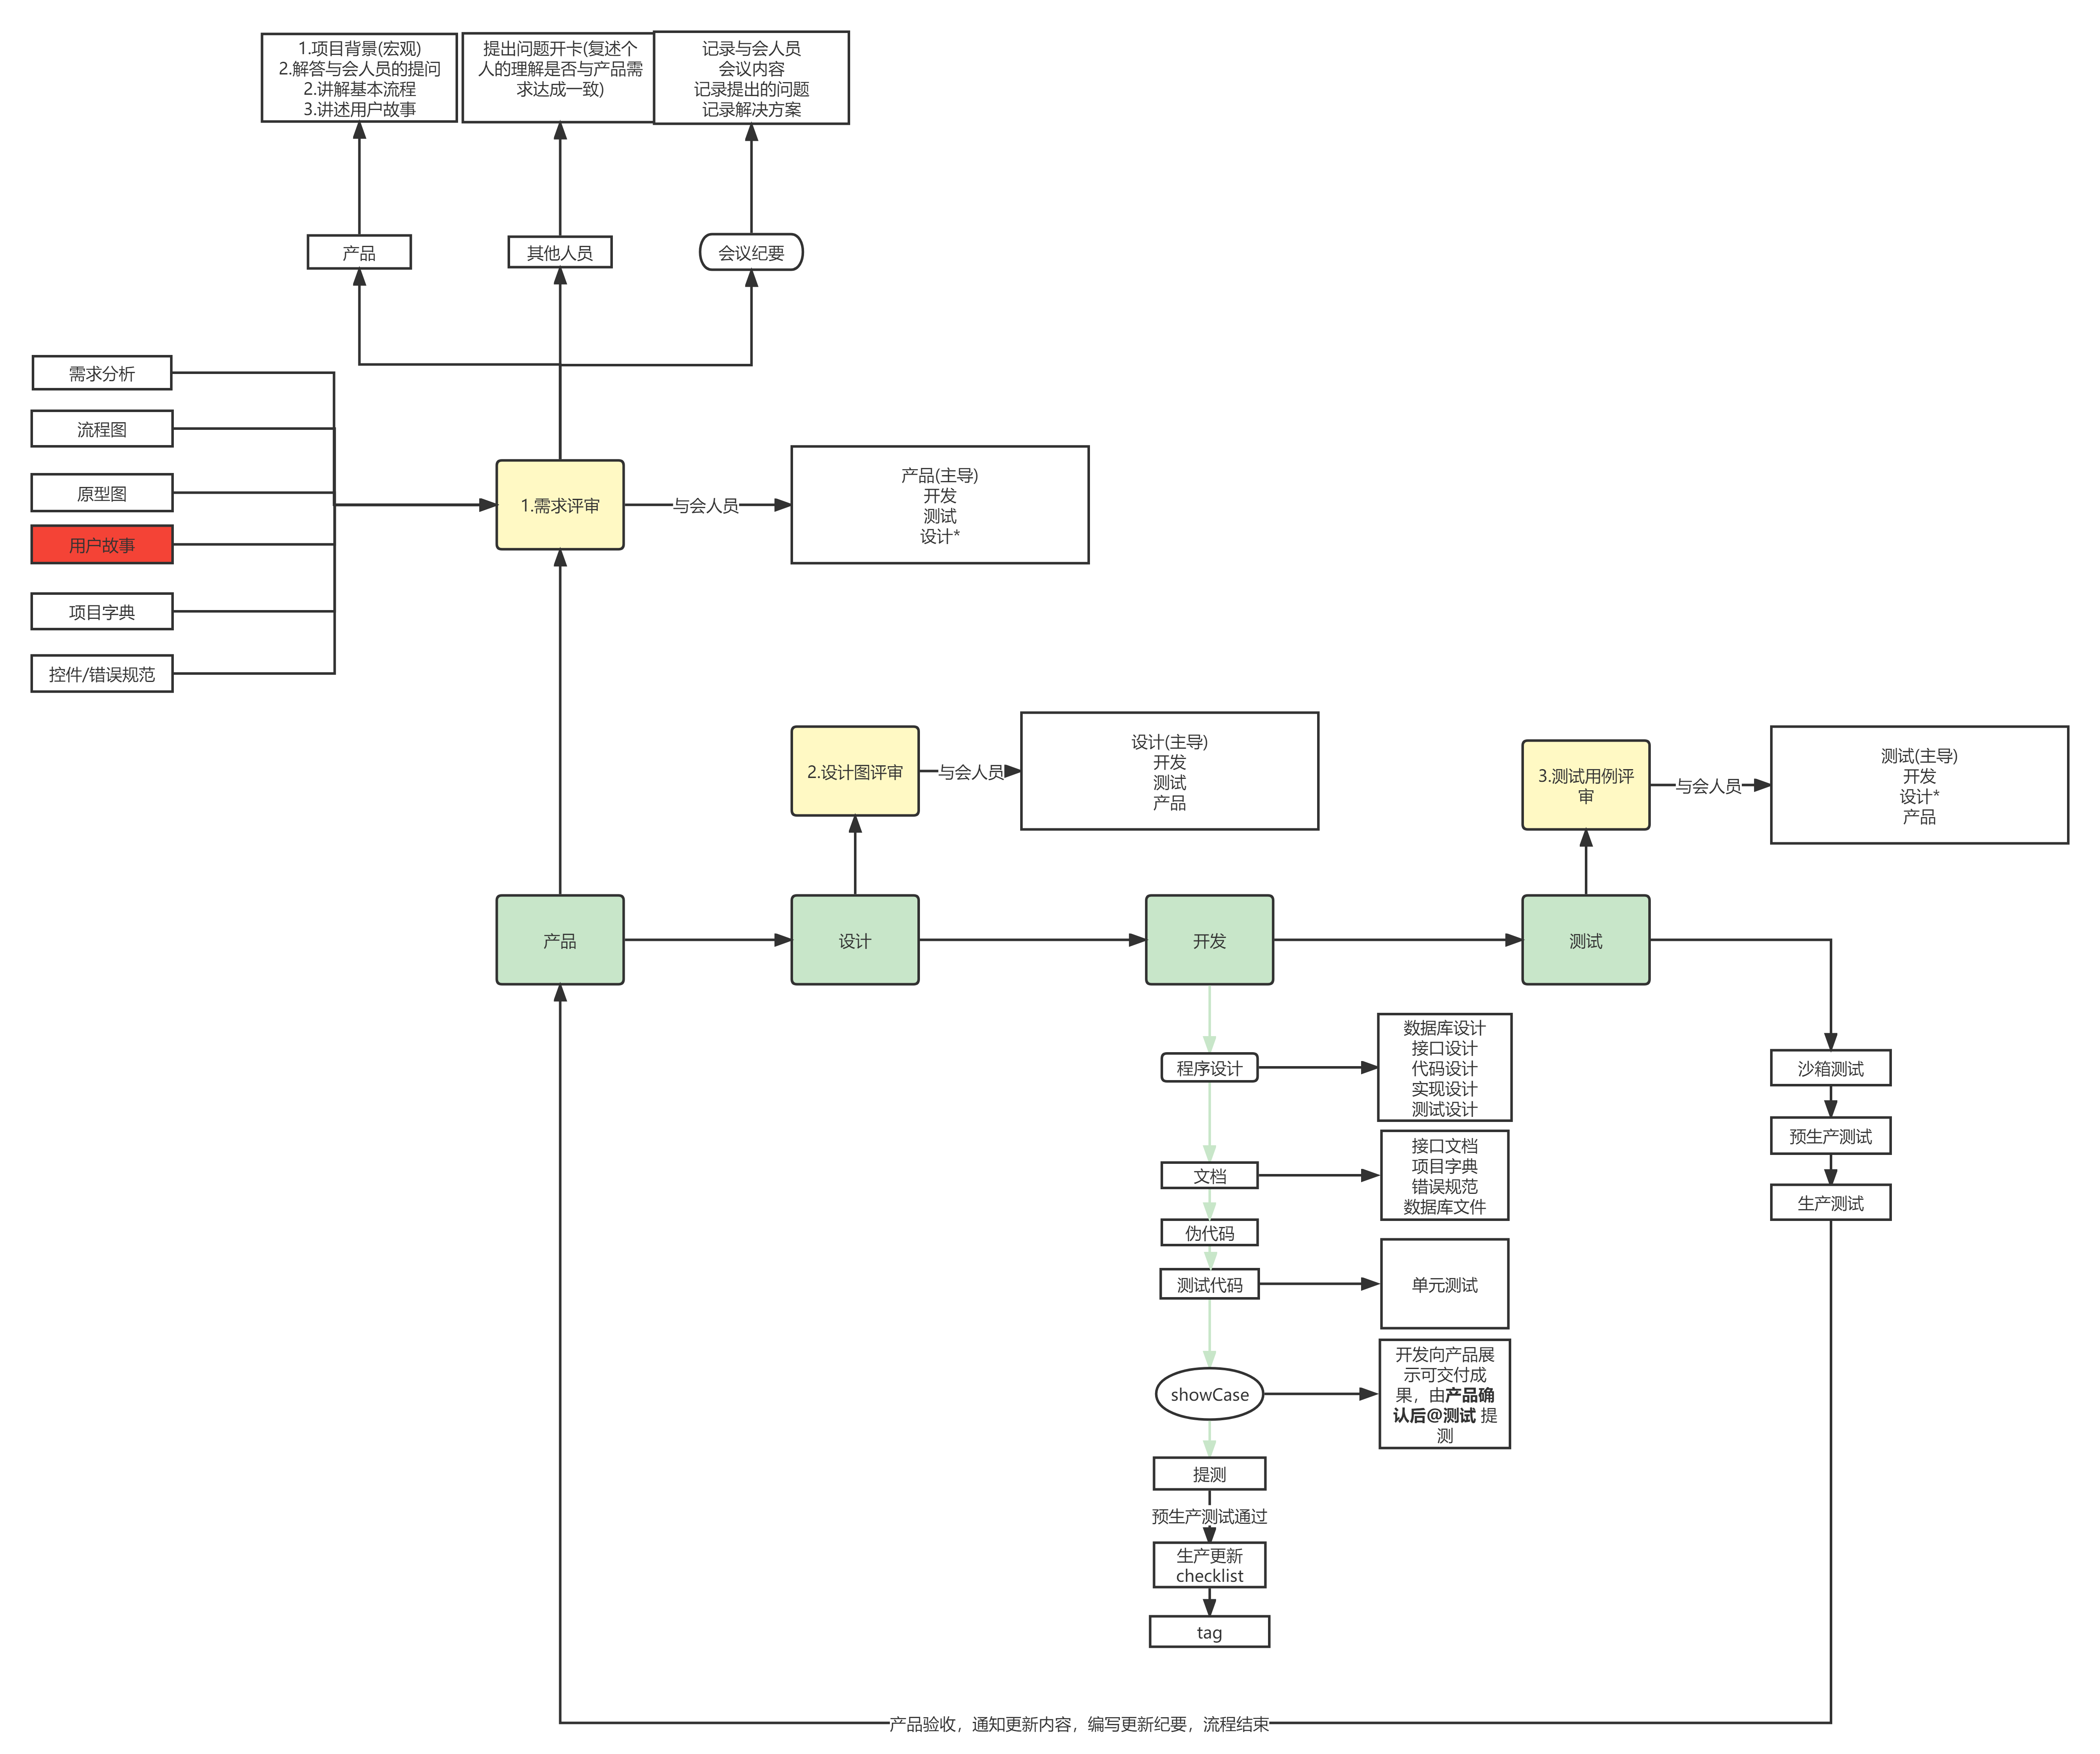 1.项目背景(宏观)
2.解答与会人员的提问
2.讲解基本流程
3.讲述用户故事
提出问题开卡(复述个
人的理解是否与产品需
求达成一致)
记录与会人员
会议内容
记录提出的问题
记录解决方案
产品
其他人员
会议纪要
需求分析
流程图
原型图
用户故事
项目字典
控件/错误规范
1.需求评审
与会人员
产品(主导)
开发
测试
设计*
2.设计图评审
与会人员
设计(主导)
开发
测试
产品
3.测试用例评
审
与会人员
测试(主导)
开发
设计*
产品
产品
设计
开发
测试
程序设计
数据库设计
接口设计
代码设计
实现设计
测试设计
文档
接口文档
项目字典
错误规范
数据库文件
伪代码
测试代码
单元测试
showCase
开发向产品展
示可交付成
果，由产品确
认后@测试 提
测
提测
预生产测试通过
生产更新
checklist
tag
沙箱测试
预生产测试
生产测试
产品验收，通知更新内容，编写更新纪要，流程结束